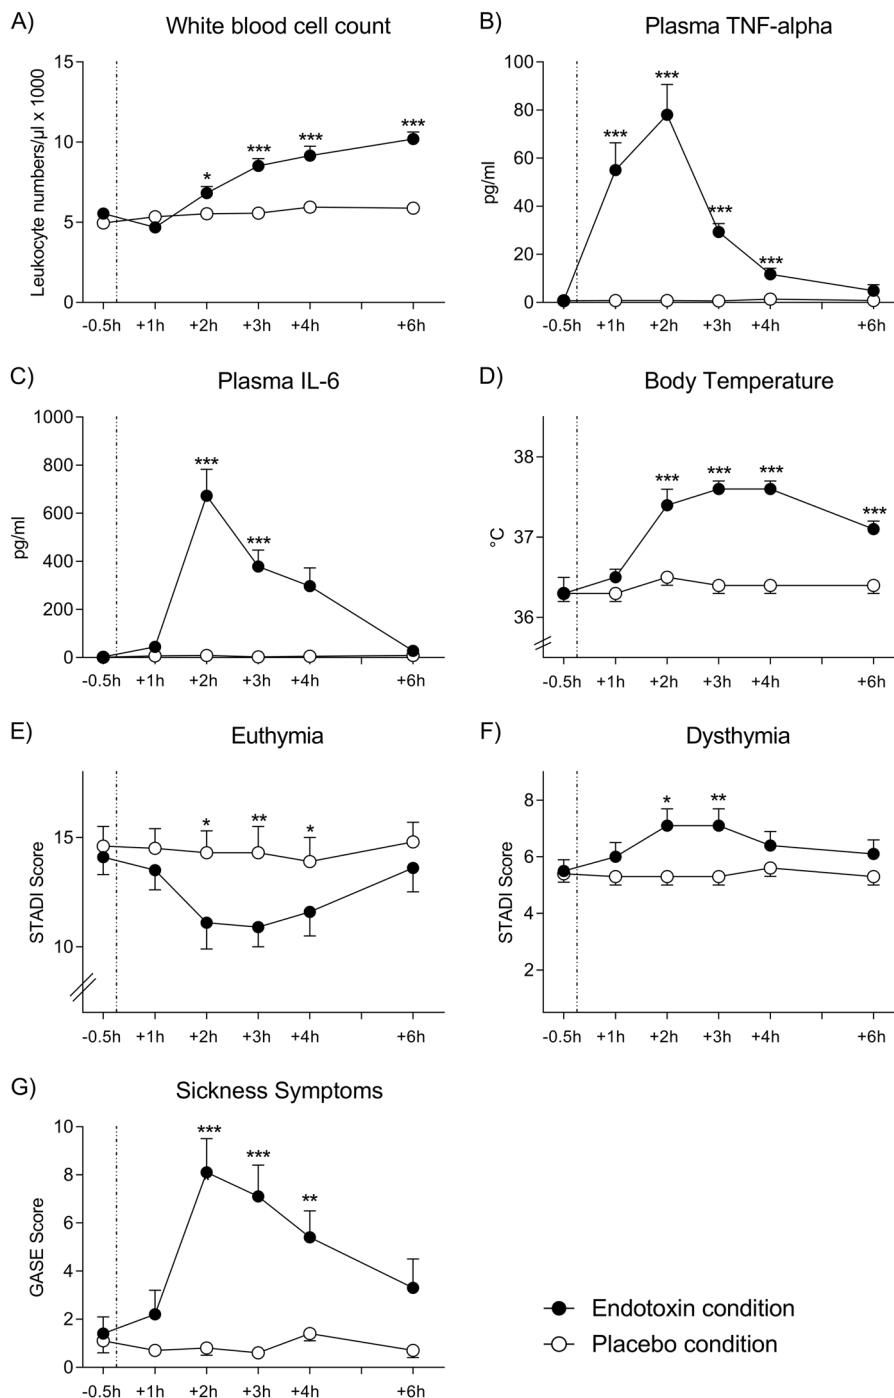 A) White blood cell count
Leukocyte numbers/µl x 1000
15
10
5
0
*
***
***
***
-0.5h +1h +2h +3h +4h +6h
B) Plasma TNF-alpha
pg/ml
100
80
60
40
20
0
***
***
***
***
-0.5h +1h +2h +3h +4h +6h
C) Plasma IL-6
pg/ml
1000
800
600
400
200
0
***
***
-0.5h +1h +2h +3h +4h +6h
D) Body Temperature
°C
38
37
36
***
***
***
***
-0.5h +1h +2h +3h +4h +6h
E) Euthymia
STADI Score
15
10
*
**
*
-0.5h +1h +2h +3h +4h +6h
F) Dysthymia
STADI Score
8
6
4
2
*
**
-0.5h +1h +2h +3h +4h +6h
G) Sickness Symptoms
GASE Score
10
8
6
4
2
0
***
***
**
-0.5h +1h +2h +3h +4h +6h
Endotoxin condition
Placebo condition